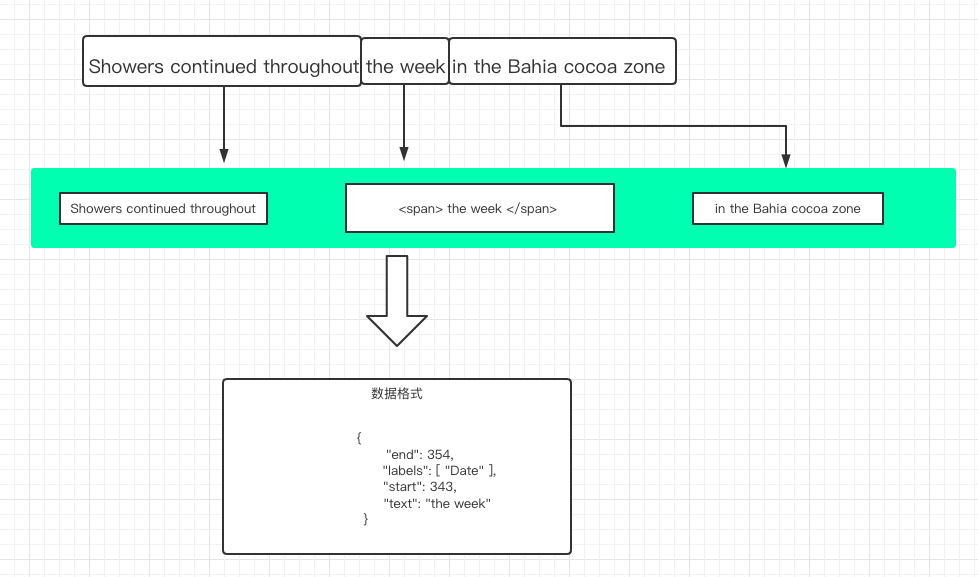 Showers continued throughout the week in the Bahia cocoa zone
Showers continued throughout <span> the week </span> in the Bahia cocoa zone
数据格式
{
"end": 354,
"labels": [ "Date" ],
"start": 343,
"text": "the week"
}